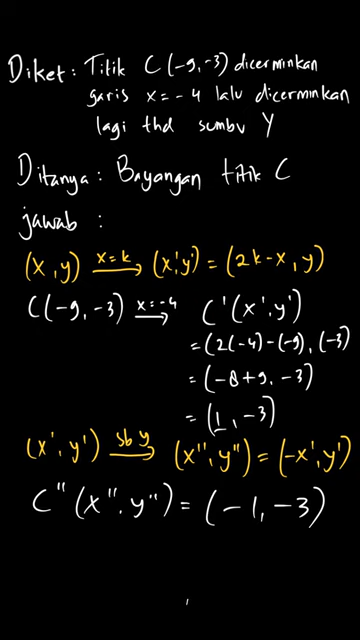 Diket : Titik C (-9, -3) dicerminkan
garis x = -4 lalu dicerminkan
lagi thd sumbu Y
Ditanya : Bayangan titik C
jawab :
(x, y) x=k → (x', y') = (2k-x, y)
C (-9, -3) x=-4 → C' (x', y')
= (2(-4) - (-9), (-3)
= (-8 + 9, -3)
= (1, -3)
(x', y') sb y → (x", y") = (-x', y')
C" (x", y") = (-1, -3)